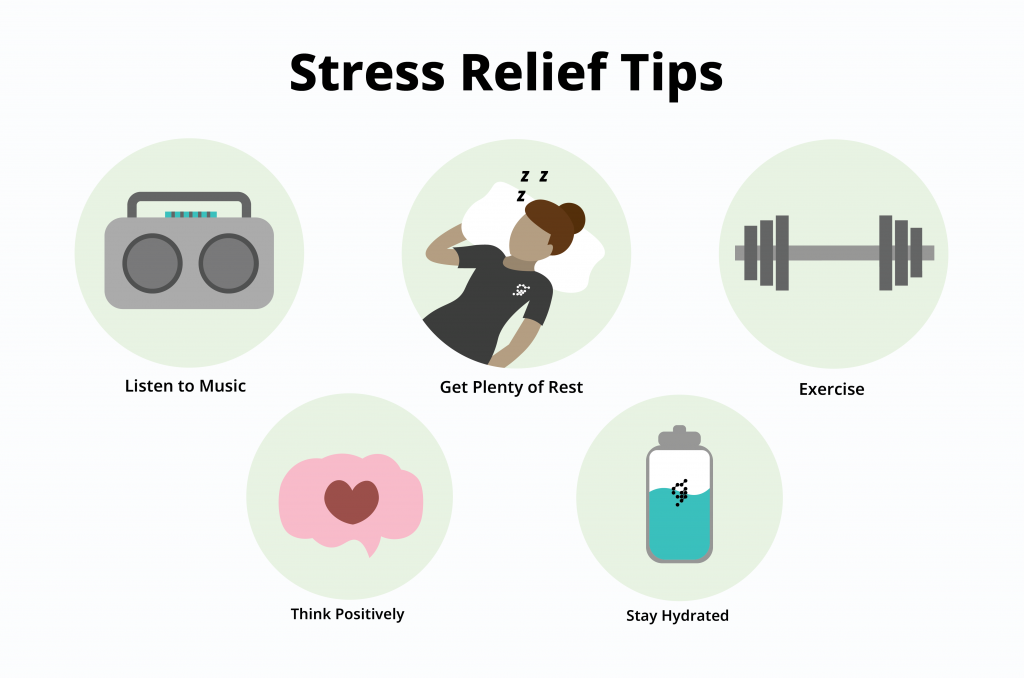 Stress Relief Tips
z z
z
Listen to Music
Get Plenty of Rest
Exercise
Think Positively
Stay Hydrated